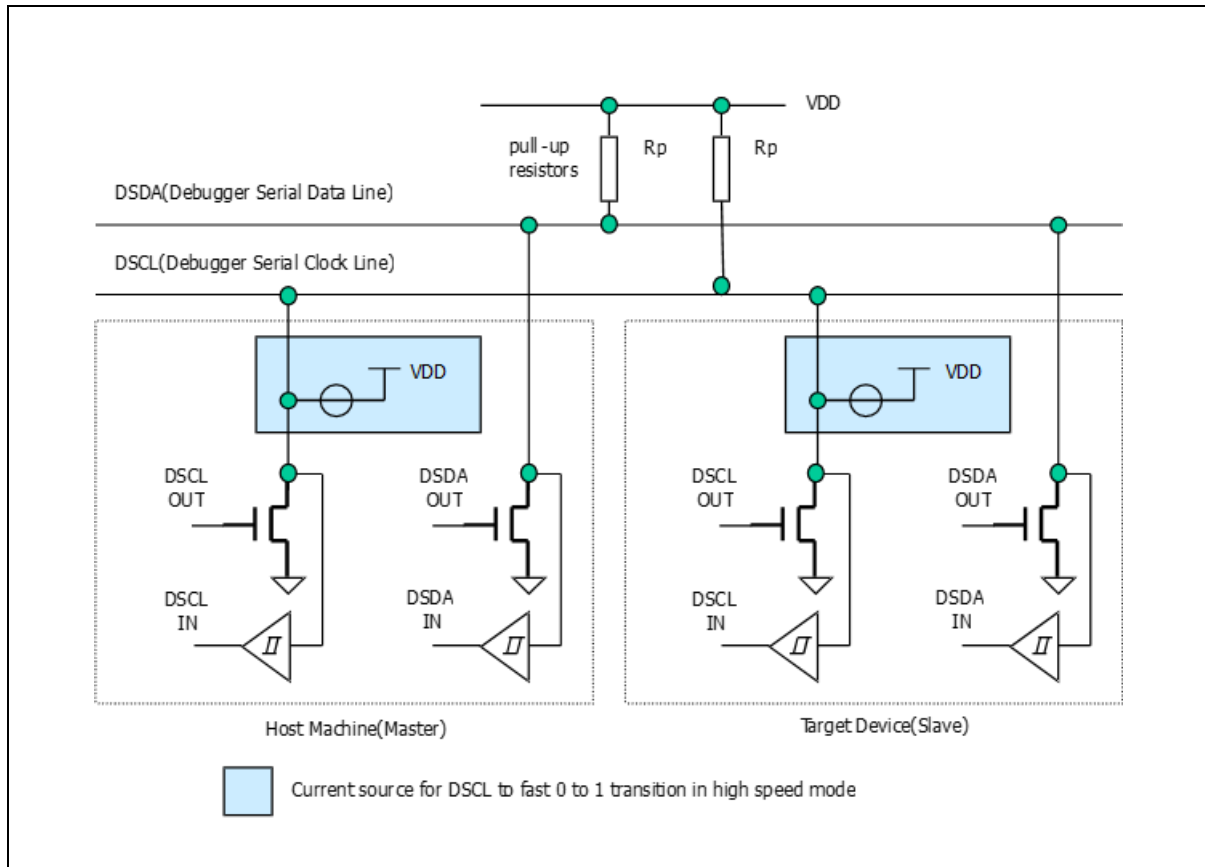 VDD
pull -up
resistors
Rp
Rp
DSDA(Debugger Serial Data Line)
DSCL(Debugger Serial Clock Line)
VDD
VDD
DSCL
OUT
DSDA
OUT
DSCL
OUT
DSDA
OUT
DSCL
IN
DSDA
IN
DSCL
IN
DSDA
IN
Host Machine(Master)
Target Device(Slave)
Current source for DSCL to fast 0 to 1 transition in high speed mode